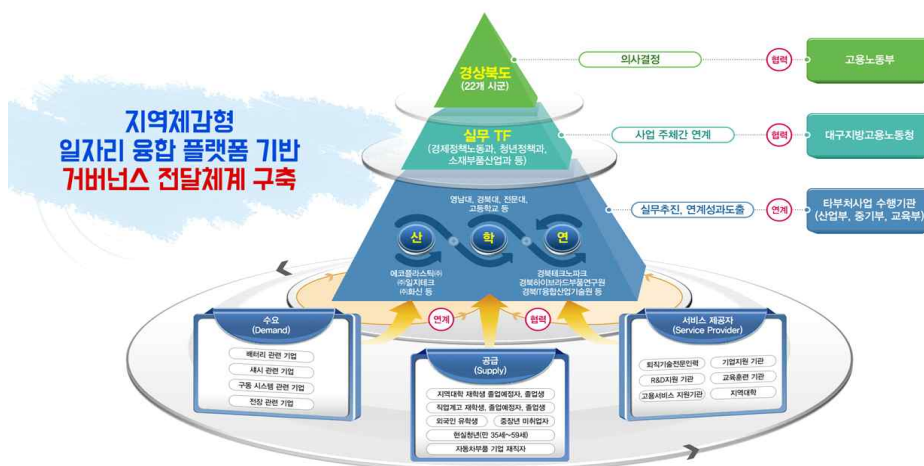 지역체감형
일자리 융합 플랫폼 기반
거버넌스 전달체계 구축
경상북도
(22개 시군)
의사결정
협력
고용노동부
실무 TF
(경제정책노동과, 청년정책과,
소재부품산업과 등)
사업 주체간 연계
협력
대구지방고용노동청
영남대, 경북대, 전문대,
고등학교 등
산
학
연
에코플라스틱㈜
㈜일지테크
㈜화신 등
경북테크노파크
경북하이브리드부품연구원
경북IT융합산업기술원 등
실무추진, 연계성과도출
연계
타부처사업 수행기관
(산업부, 중기부, 교육부)
연계
협력
수요
(Demand)
배터리 관련 기업
섀시 관련 기업
구동 시스템 관련 기업
전장 관련 기업
공급
(Supply)
지역대학 재학생 졸업예정자, 졸업생
직업계고 재학생, 졸업예정자, 졸업생
외국인 유학생
중장년 미취업자
현실청년(만 35세~59세)
자동차부품 기업 재직자
서비스 제공자
(Service Provider)
퇴직기술전문인력
기업지원 기관
R&D지원 기관
교육훈련 기관
고용서비스 지원기관
지역대학